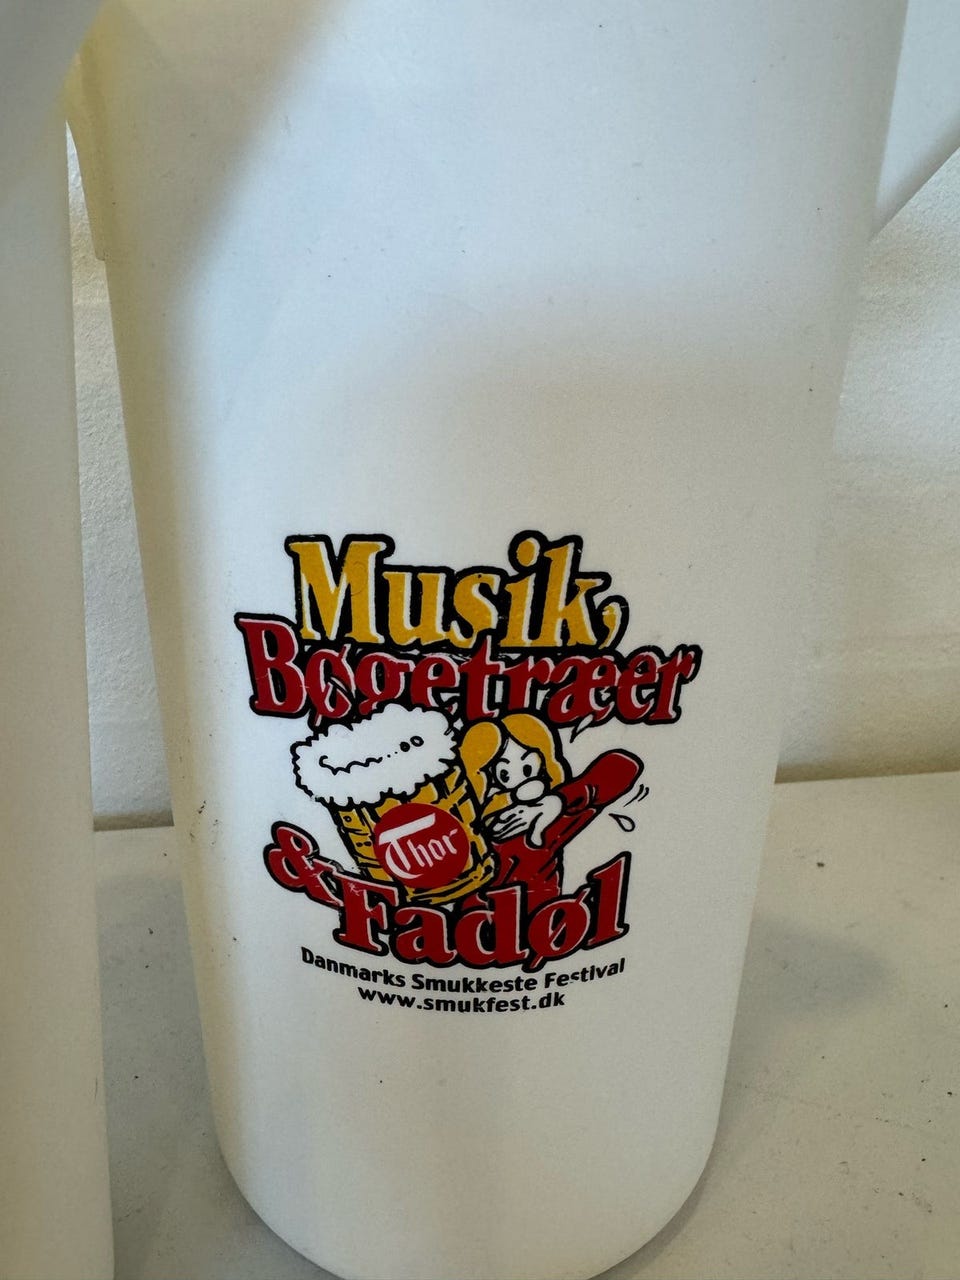 Musik,
Bøgetræer
Thor
& Fadøl
Danmarks Smukkeste Festival
www.smukfest.dk